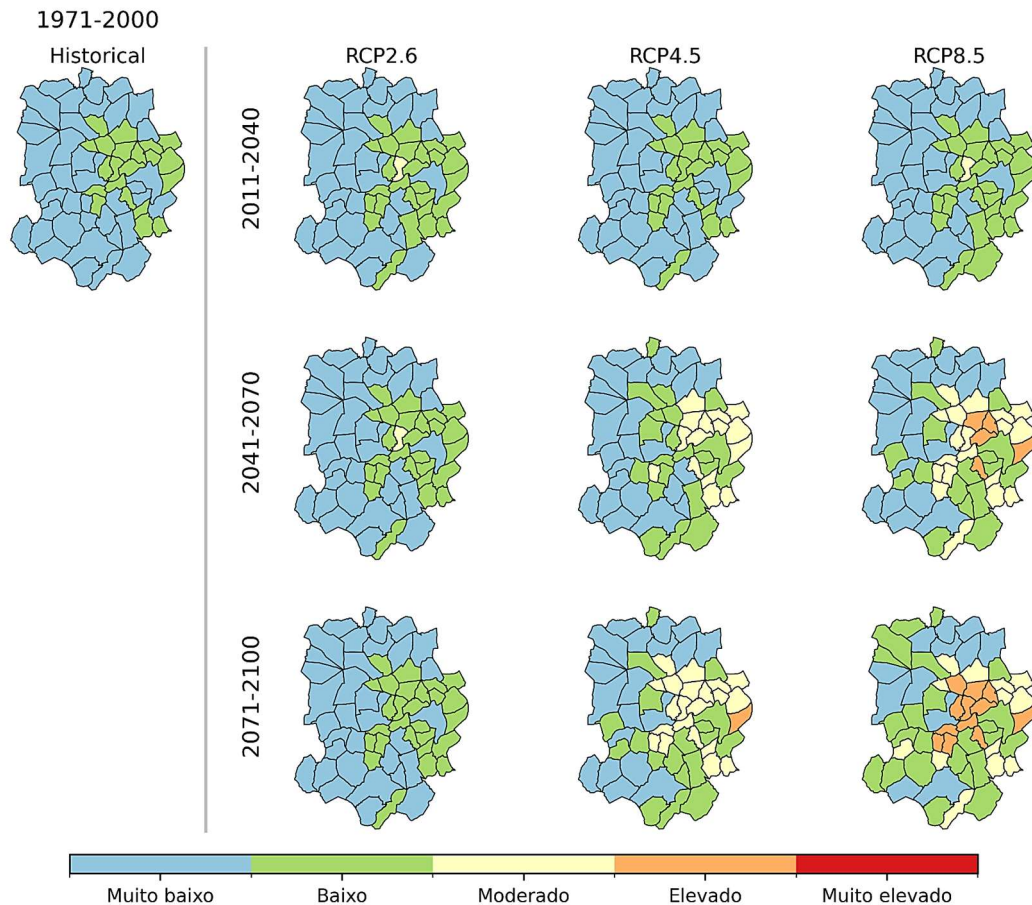 1971-2000
Historical
RCP2.6
RCP4.5
RCP8.5
2011-2040
2041-2070
2071-2100
Muito baixo
Baixo
Moderado
Elevado
Muito elevado